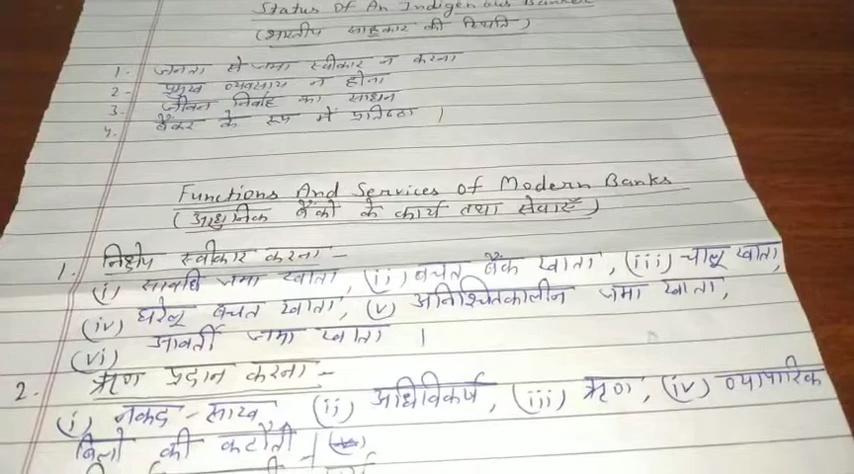 Status Of An Indigenous Banker
(भारतीय साहूकार की स्थिति)
1. जनता से जमा स्वीकार न करना
2. प्रमुख व्यवसाय न होना
3. जीवन निर्वाह का साधन
4. बैंकर के रूप में प्रतिष्ठा ।
Functions And Services of Modern Banks
(आधुनिक बैंकों के कार्य तथा सेवाएँ)
1. निक्षेप स्वीकार करना –
(i) सावधि जमा खाता, (ii) बचत बैंक खाता, (iii) चालू खाता,
(iv) घरेलू बचत खाता, (v) अनिश्चितकालीन जमा खाता,
(vi) आवर्ती जमा खाता ।
2. ऋण प्रदान करना –
(i) नकद - साख, (ii) अधिविकर्ष, (iii) ऋण, (iv) व्यापारिक
बिलों की कटौती ।